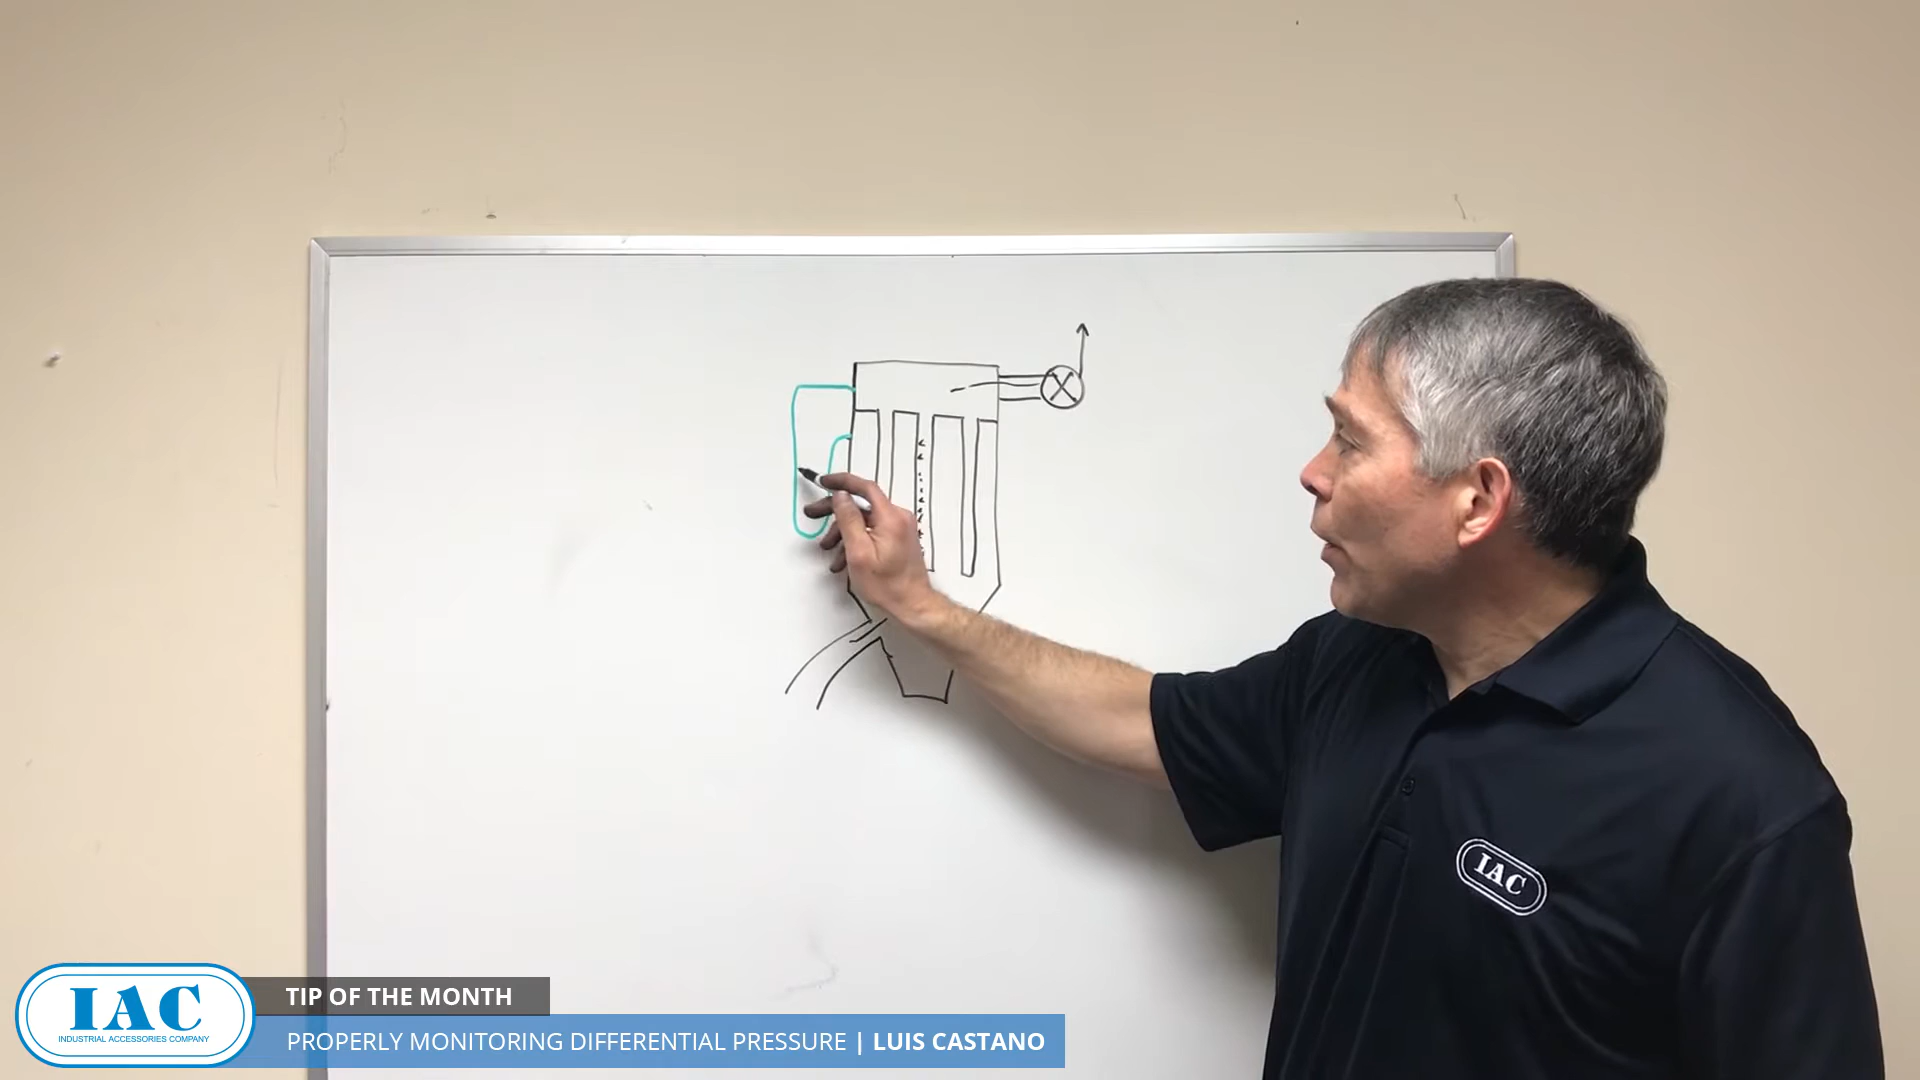 IAC
IAC
INDUSTRIAL ACCESSORIES COMPANY
TIP OF THE MONTH
PROPERLY MONITORING DIFFERENTIAL PRESSURE | LUIS CASTANO